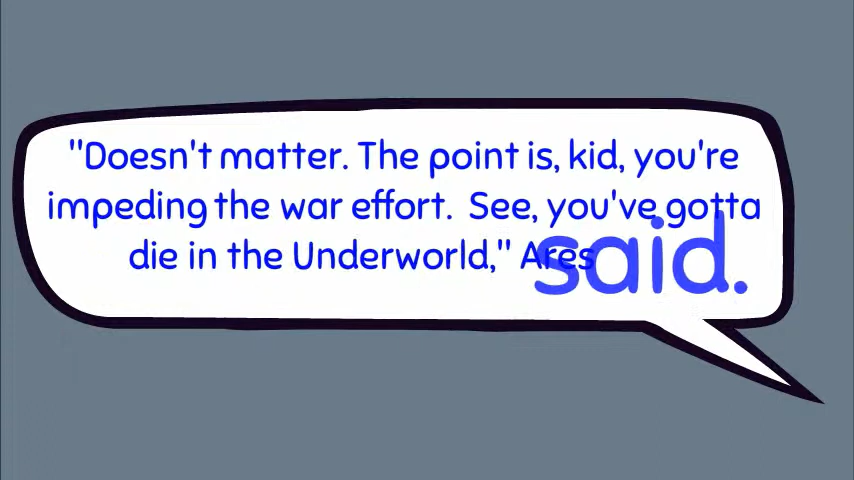 "Doesn't matter. The point is, kid, you're
impeding the war effort.  See, you've gotta
die in the Underworld," Ares said.